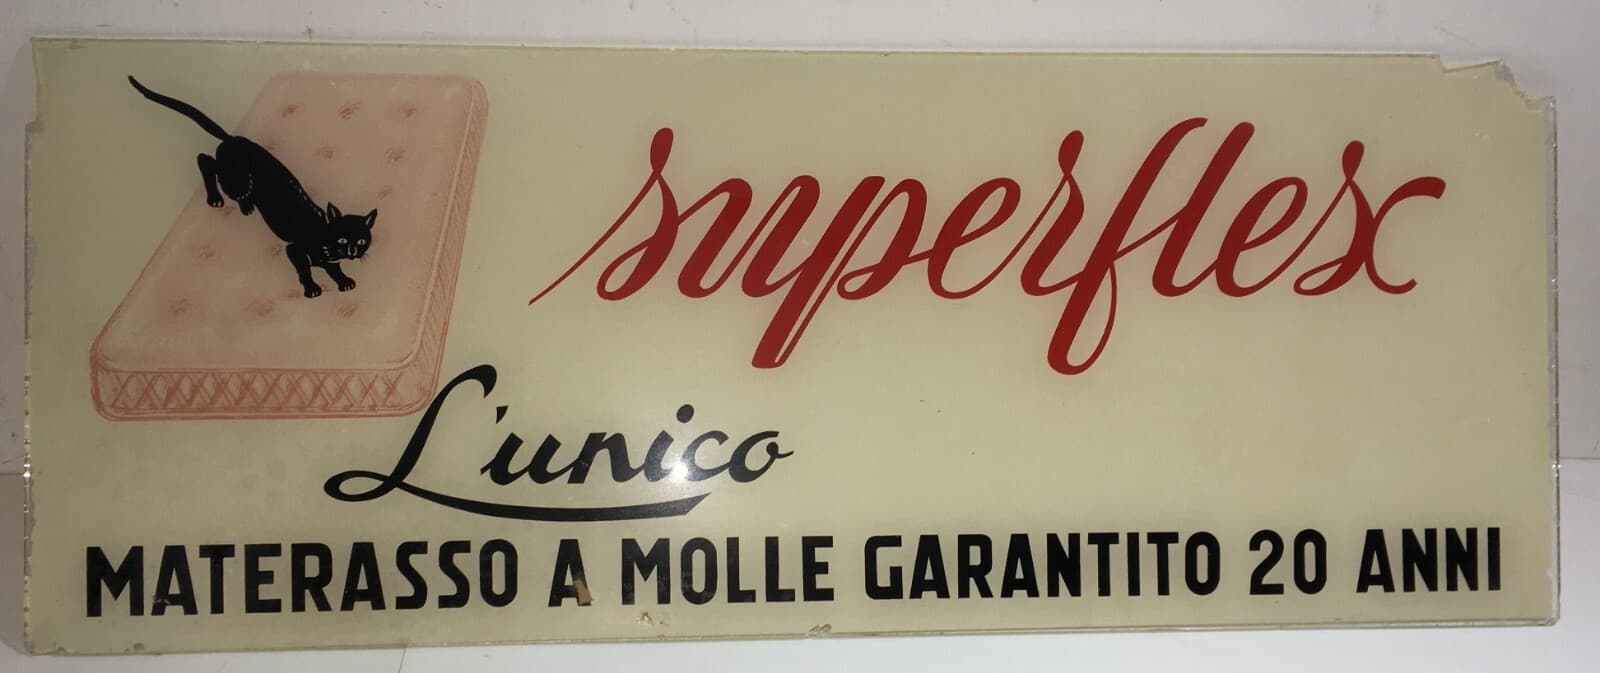 superflex
L'unico
MATERASSO A MOLLE GARANTITO 20 ANNI